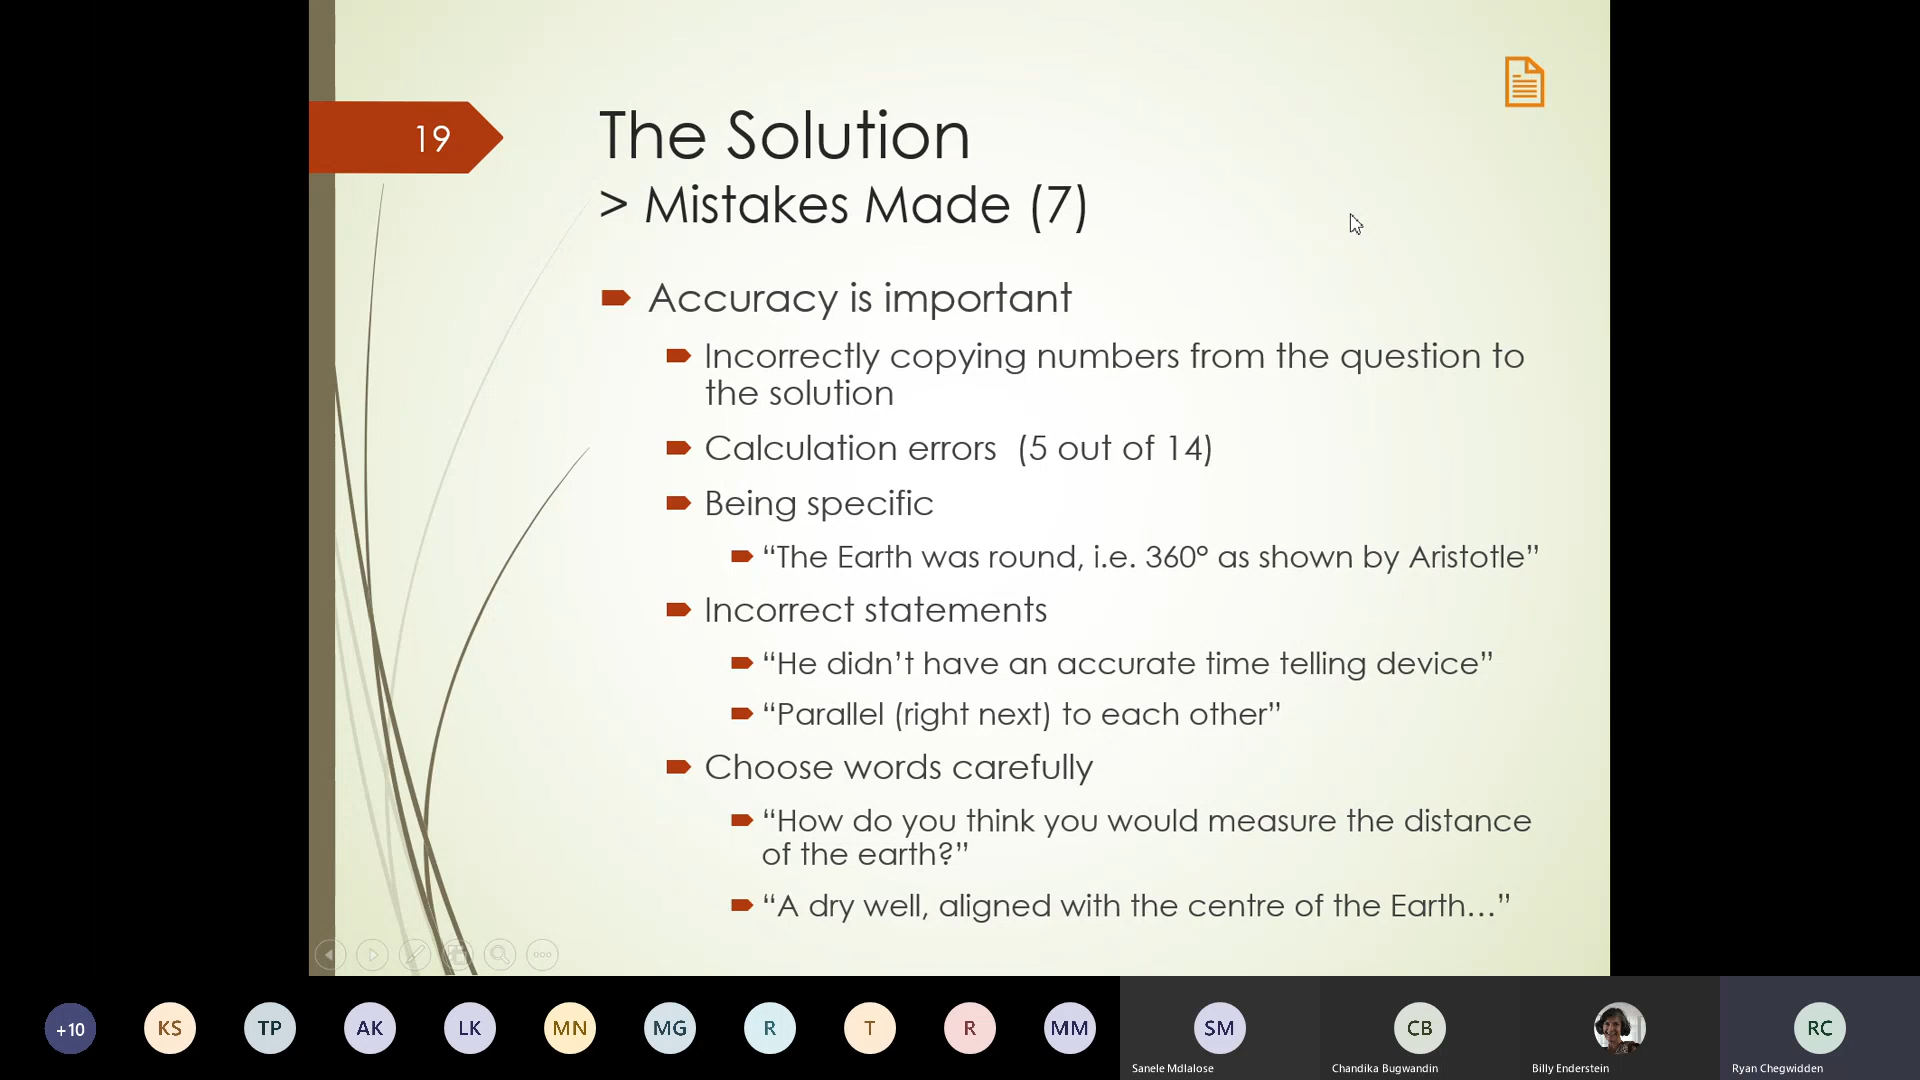 19
The Solution
> Mistakes Made (7)
Accuracy is important
Incorrectly copying numbers from the question to
the solution
Calculation errors  (5 out of 14)
Being specific
“The Earth was round, i.e. 360° as shown by Aristotle”
Incorrect statements
“He didn’t have an accurate time telling device”
“Parallel (right next) to each other”
Choose words carefully
“How do you think you would measure the distance
of the earth?”
“A dry well, aligned with the centre of the Earth…”
+10 KS TP AK LK MN MG R T R MM SM CB RC
Sanele Mdlalose Chandika Bugwandin Billy Enderstein Ryan Chegwidden